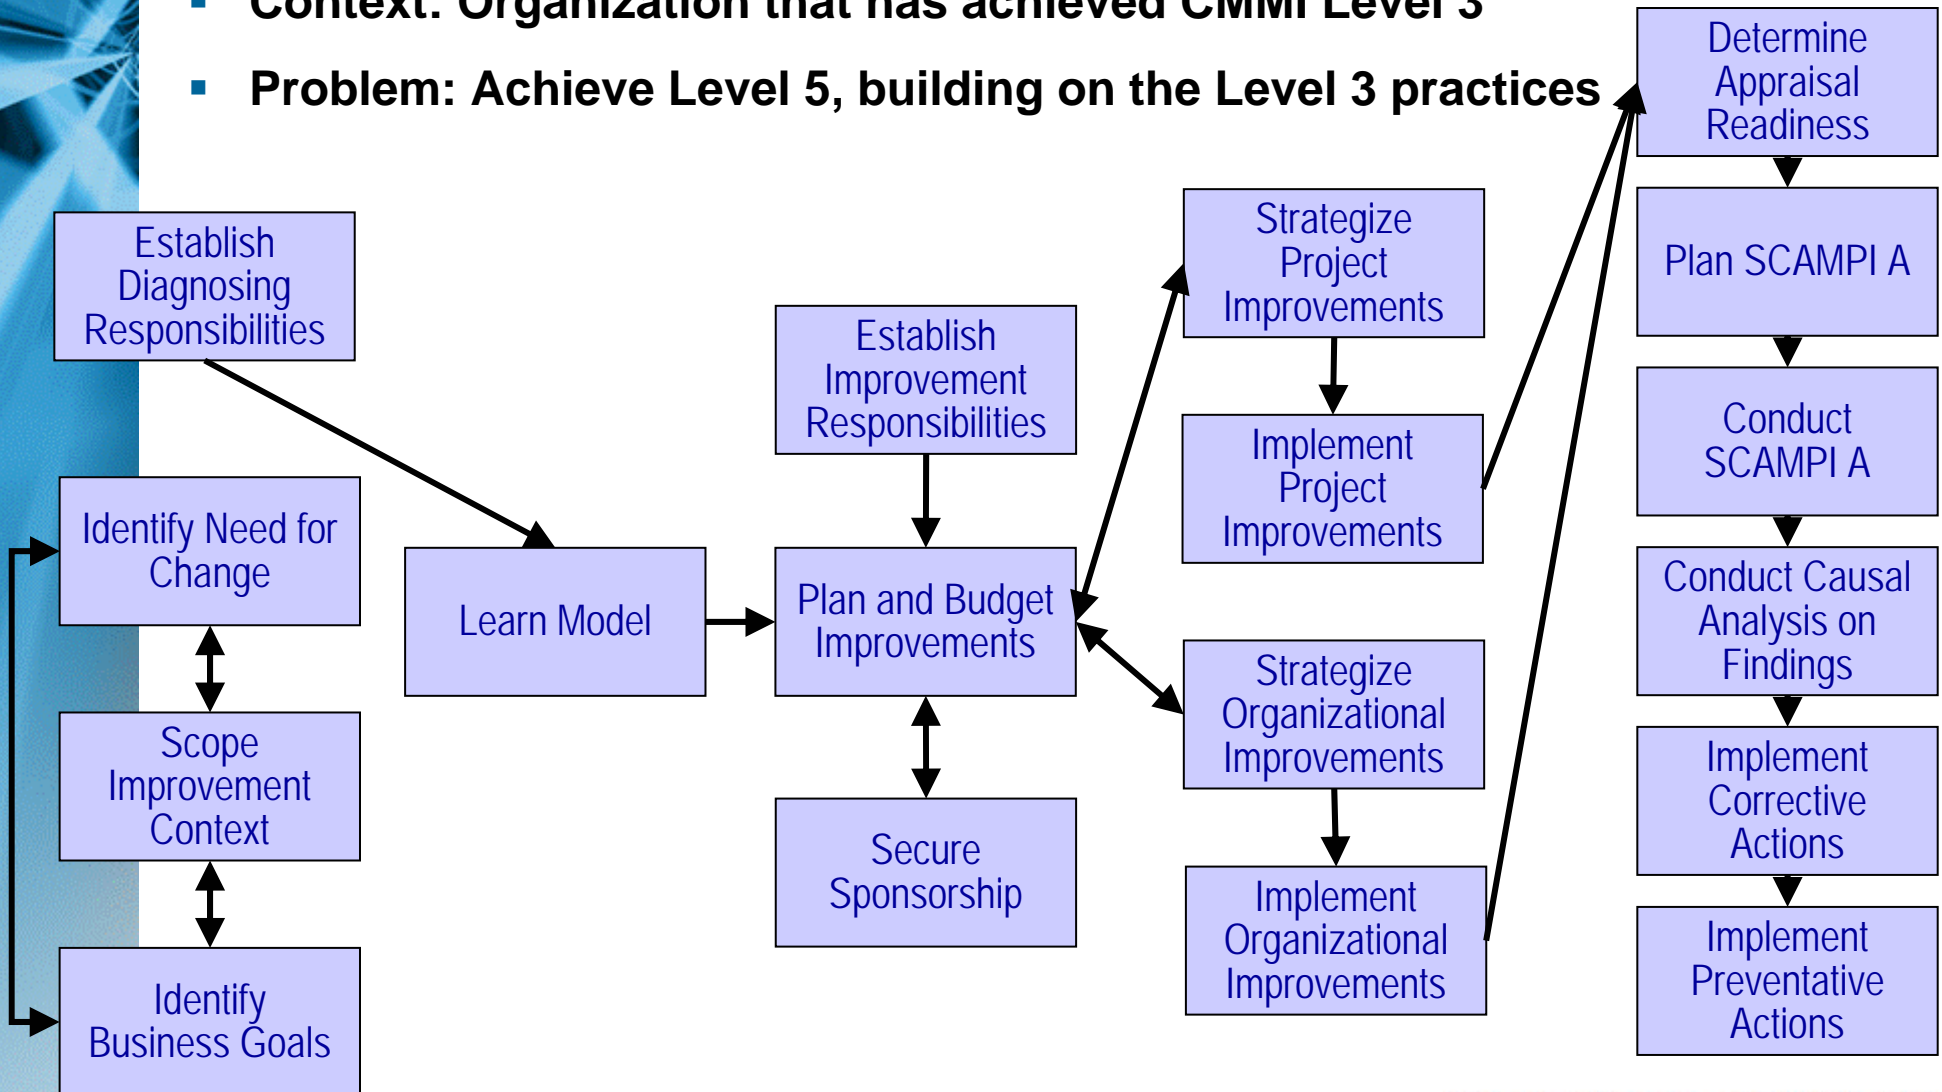 Context: Organization that has achieved CMMI Level 3
Problem: Achieve Level 5, building on the Level 3 practices
Establish
Diagnosing
Responsibilities
Identify Need for
Change
Scope
Improvement
Context
Identify
Business Goals
Learn Model
Establish
Improvement
Responsibilities
Plan and Budget
Improvements
Secure
Sponsorship
Strategize
Project
Improvements
Implement
Project
Improvements
Strategize
Organizational
Improvements
Implement
Organizational
Improvements
Determine
Appraisal
Readiness
Plan SCAMPI A
Conduct
SCAMPI A
Conduct Causal
Analysis on
Findings
Implement
Corrective
Actions
Implement
Preventative
Actions